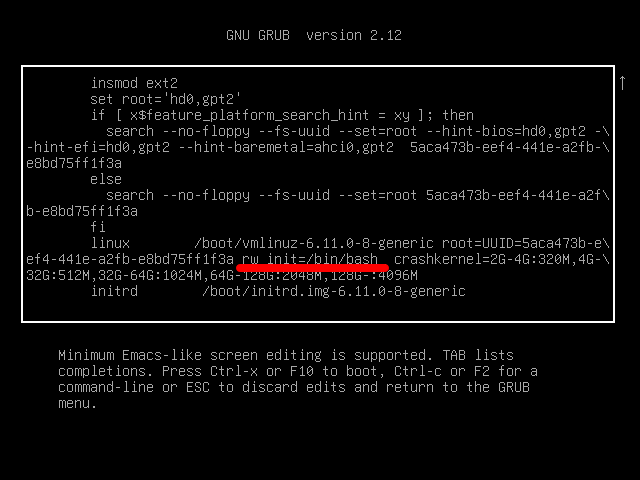 GNU GRUB  version 2.12
insmod ext2
set root='hd0,gpt2'
if [ x$feature_platform_search_hint = xy ]; then
search --no-floppy --fs-uuid --set=root --hint-bios=hd0,gpt2 -\
-hint-efi=hd0,gpt2 --hint-baremetal=ahci0,gpt2  5aca473b-eef4-441e-a2fb-\
e8bd75ff1f3a
else
search --no-floppy --fs-uuid --set=root 5aca473b-eef4-441e-a2f\
b-e8bd75ff1f3a
fi
linux        /boot/vmlinuz-6.11.0-8-generic root=UUID=5aca473b-e\
ef4-441e-a2fb-e8bd75ff1f3a rw init=/bin/bash  crashkernel=2G-4G:320M,4G-\
32G:512M,32G-64G:1024M,64G-128G:2048M,128G-:4096M
initrd        /boot/initrd.img-6.11.0-8-generic
↑
Minimum Emacs-like screen editing is supported. TAB lists
completions. Press Ctrl-x or F10 to boot, Ctrl-c or F2 for a
command-line or ESC to discard edits and return to the GRUB
menu.